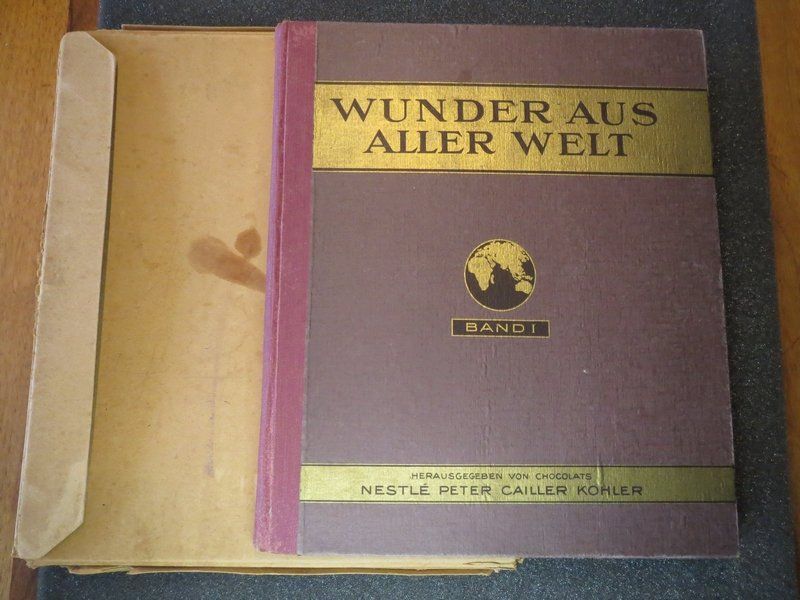 WUNDER AUS
ALLER WELT
BAND I
HERAUSGEGEBEN VON CHOCOLATS
NESTLÉ PETER CAILLER KOHLER